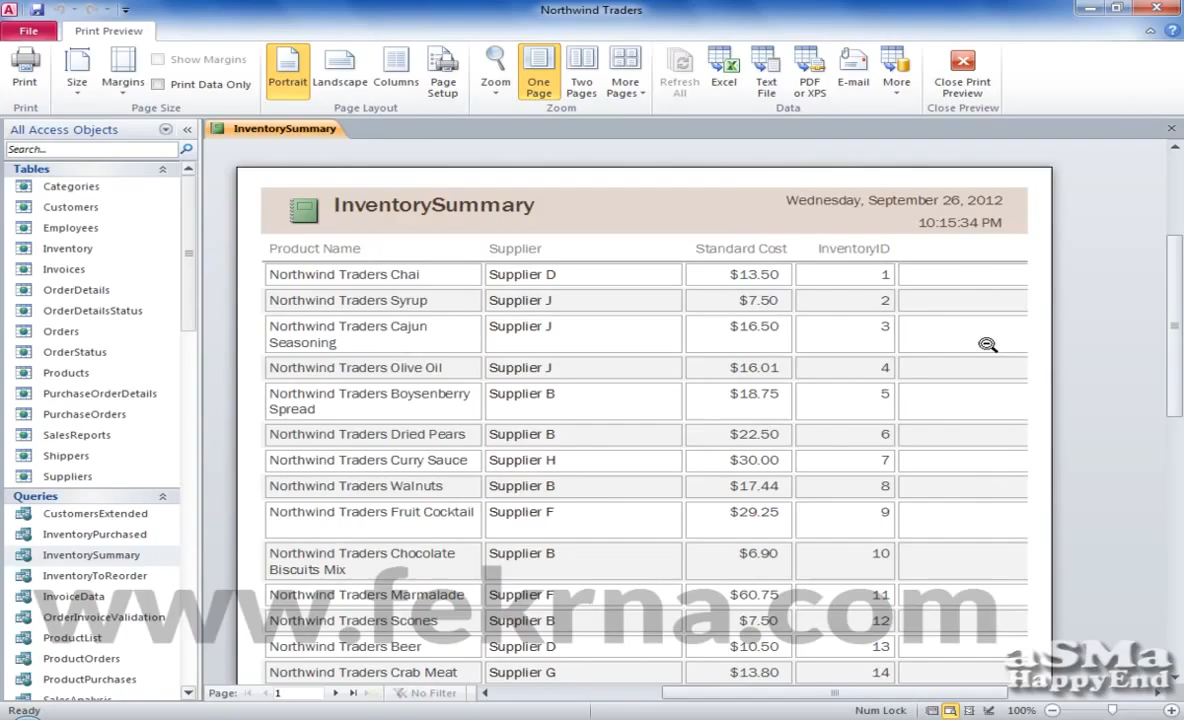 Northwind Traders
File
Print Preview
Print
Size
Margins
Show Margins
Print Data Only
Portrait
Landscape
Columns
Page Setup
Zoom
One Page
Two Pages
More Pages
Refresh All
Excel
Text File
PDF or XPS
E-mail
More
Close Print Preview
Print
Page Size
Page Layout
Zoom
Data
Close Preview
All Access Objects
InventorySummary
Search...
Tables
Categories
Customers
Employees
Inventory
Invoices
OrderDetails
OrderDetailsStatus
Orders
OrderStatus
Products
PurchaseOrderDetails
PurchaseOrders
SalesReports
Shippers
Suppliers
Queries
CustomersExtended
InventoryPurchased
InventorySummary
InventoryToReorder
InvoiceData
OrderInvoiceValidation
ProductList
ProductOrders
ProductPurchases
SalesAnalysis
InventorySummary
Wednesday, September 26, 2012
10:15:34 PM
Product Name Supplier Standard Cost InventoryID
Northwind Traders Chai Supplier D $13.50 1
Northwind Traders Syrup Supplier J $7.50 2
Northwind Traders Cajun Supplier J $16.50 3
Seasoning
Northwind Traders Olive Oil Supplier J $16.01 4
Northwind Traders Boysenberry Supplier B $18.75 5
Spread
Northwind Traders Dried Pears Supplier B $22.50 6
Northwind Traders Curry Sauce Supplier H $30.00 7
Northwind Traders Walnuts Supplier B $17.44 8
Northwind Traders Fruit Cocktail Supplier F $29.25 9
Northwind Traders Chocolate Supplier B $6.90 10
Biscuits Mix
Northwind Traders Marmalade Supplier F $60.75 11
Northwind Traders Scones Supplier B $7.50 12
Northwind Traders Beer Supplier D $10.50 13
Northwind Traders Crab Meat Supplier G $13.80 14
www.fekrna.com
aSMa
HappyEnd
Page: 1 No Filter
Ready
Num Lock
100%